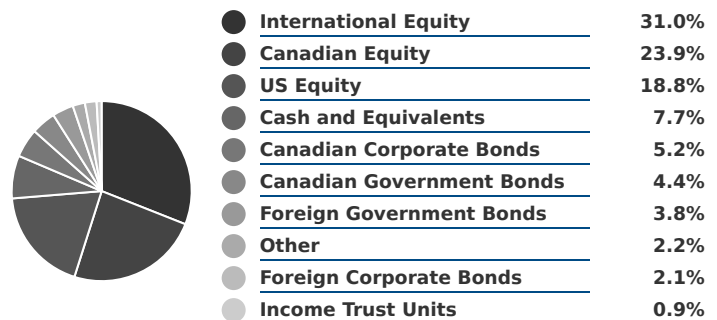 International Equity 31.0%
Canadian Equity 23.9%
US Equity 18.8%
Cash and Equivalents 7.7%
Canadian Corporate Bonds 5.2%
Canadian Government Bonds 4.4%
Foreign Government Bonds 3.8%
Other 2.2%
Foreign Corporate Bonds 2.1%
Income Trust Units 0.9%